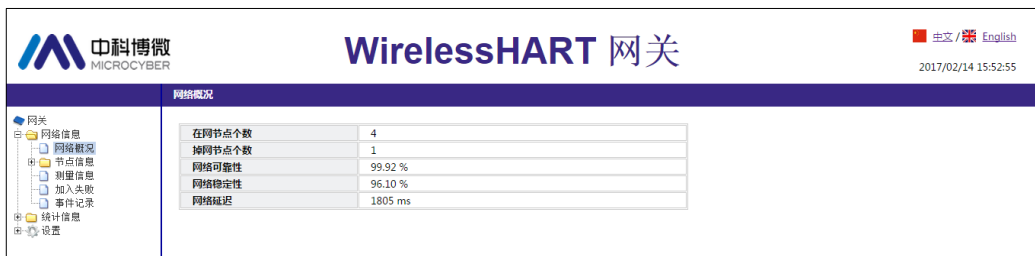 中科博微
MICROCYBER
WirelessHART 网关
中文 / English
2017/02/14 15:52:55
网络概况
网关
网络信息
网络概况
节点信息
测量信息
加入失败
事件记录
统计信息
设置
在网节点个数 4
掉网节点个数 1
网络可靠性 99.92 %
网络稳定性 96.10 %
网络延迟 1805 ms